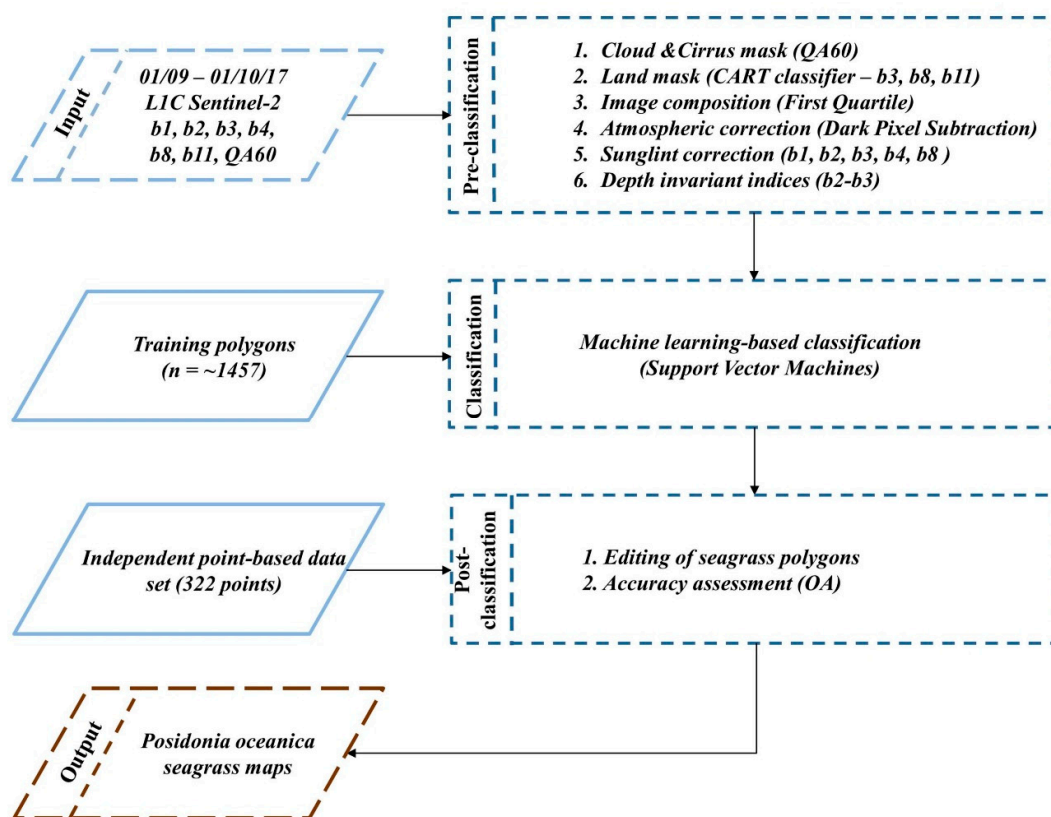 Input
01/09 – 01/10/17
L1C Sentinel-2
b1, b2, b3, b4,
b8, b11, QA60
Pre-classification
1. Cloud &Cirrus mask (QA60)
2. Land mask (CART classifier – b3, b8, b11)
3. Image composition (First Quartile)
4. Atmospheric correction (Dark Pixel Subtraction)
5. Sunglint correction (b1, b2, b3, b4, b8 )
6. Depth invariant indices (b2-b3)
Training polygons
(n = ~1457)
Classification
Machine learning-based classification
(Support Vector Machines)
Independent point-based data
set (322 points)
Post-
classification
1. Editing of seagrass polygons
2. Accuracy assessment (OA)
Output
Posidonia oceanica
seagrass maps